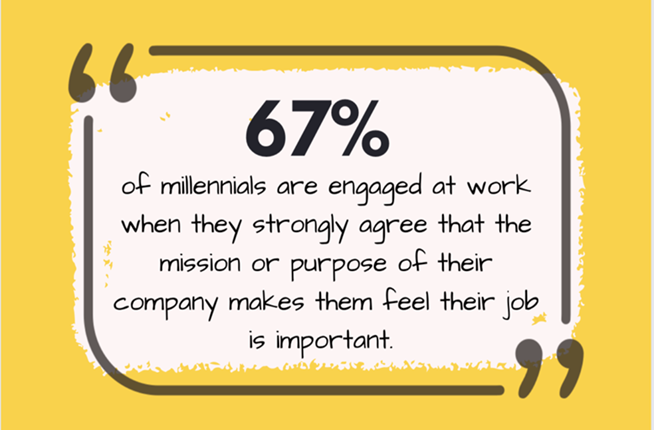 67%
of millennials are engaged at work
when they strongly agree that the
mission or purpose of their
company makes them feel their job
is important.